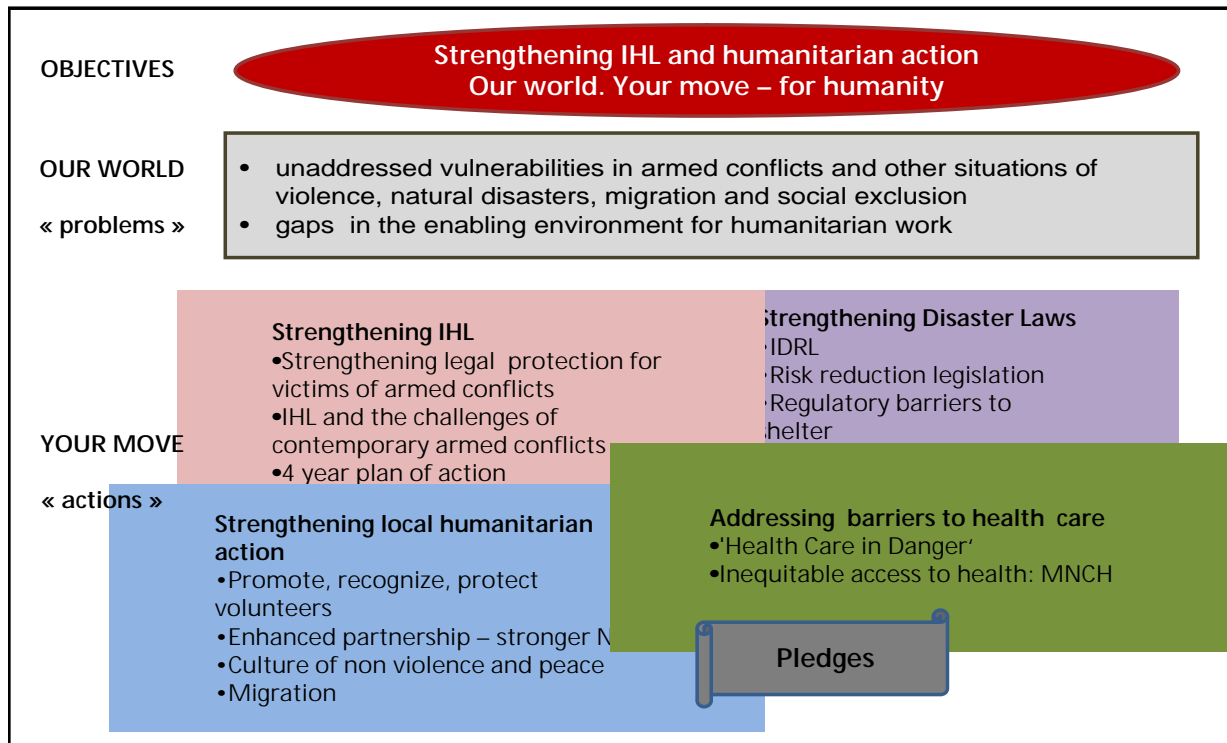 OBJECTIVES
Strengthening IHL and humanitarian action
Our world. Your move – for humanity
OUR WORLD
« problems »
• unaddressed vulnerabilities in armed conflicts and other situations of
violence, natural disasters, migration and social exclusion
• gaps in the enabling environment for humanitarian work
YOUR MOVE
« actions »
Strengthening IHL
•Strengthening legal protection for
victims of armed conflicts
•IHL and the challenges of
contemporary armed conflicts
•4 year plan of action
Strengthening Disaster Laws
•IDRL
•Risk reduction legislation
•Regulatory barriers to
shelter
Strengthening local humanitarian
action
•Promote, recognize, protect
volunteers
•Enhanced partnership – stronger
•Culture of non violence and peace
•Migration
Addressing barriers to health care
•'Health Care in Danger‘
•Inequitable access to health: MNCH
Pledges